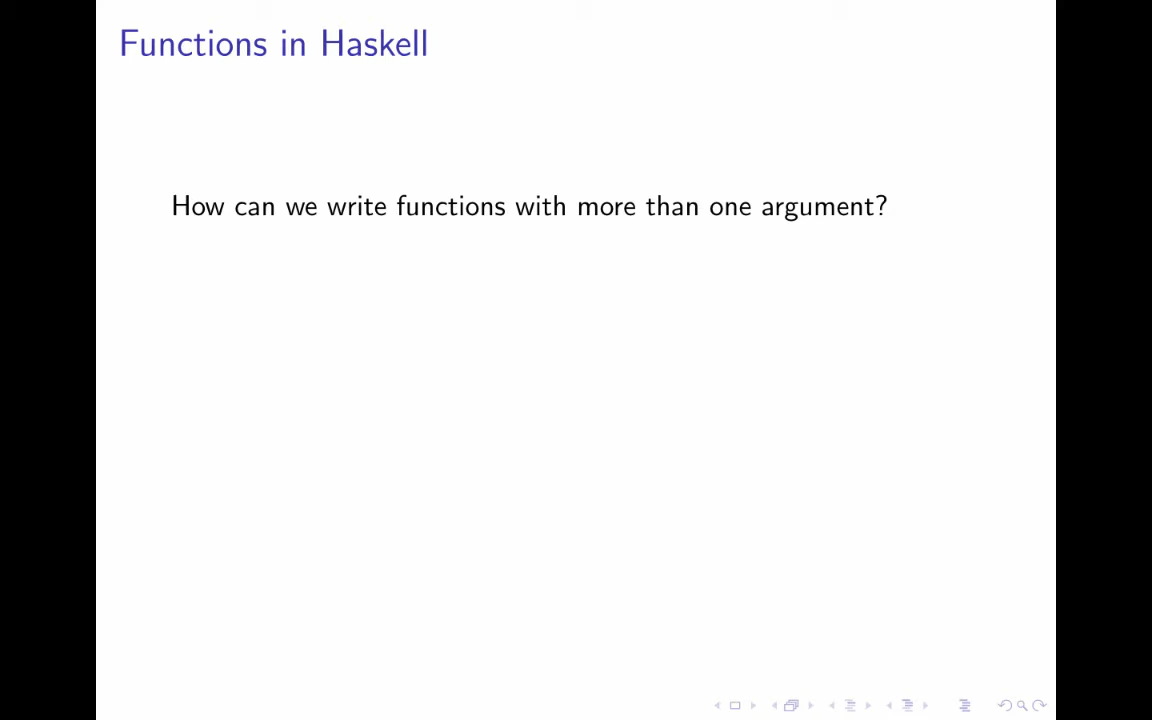 Functions in Haskell
How can we write functions with more than one argument?